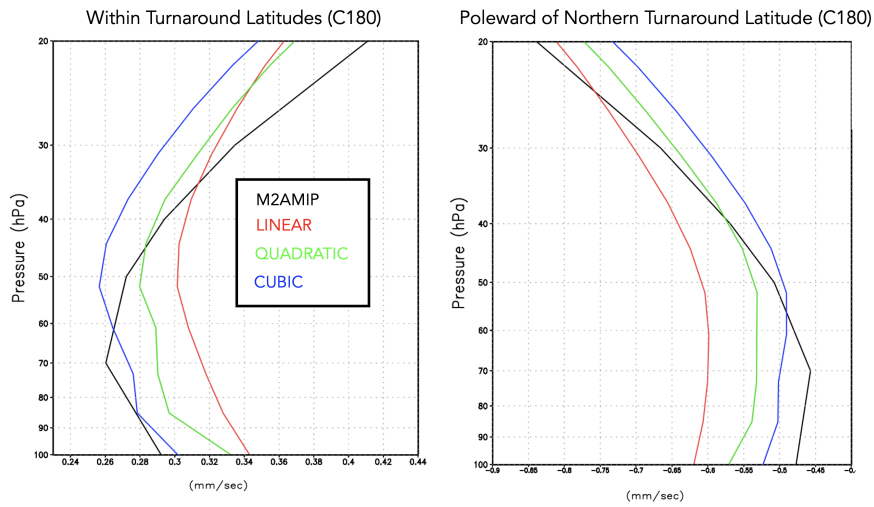 Within Turnaround Latitudes (C180)
Poleward of Northern Turnaround Latitude (C180)
20
30
40
50
60
70
80
90
100
Pressure (hPa)
M2AMIP
LINEAR
QUADRATIC
CUBIC
0.24 0.26 0.28 0.3 0.32 0.34 0.36 0.38 0.4 0.42 0.44
(mm/sec)
20
30
40
50
60
70
80
90
100
Pressure (hPa)
-0.9 -0.85 -0.8 -0.75 -0.7 -0.65 -0.6 -0.55 -0.5 -0.45 -0.
(mm/sec)